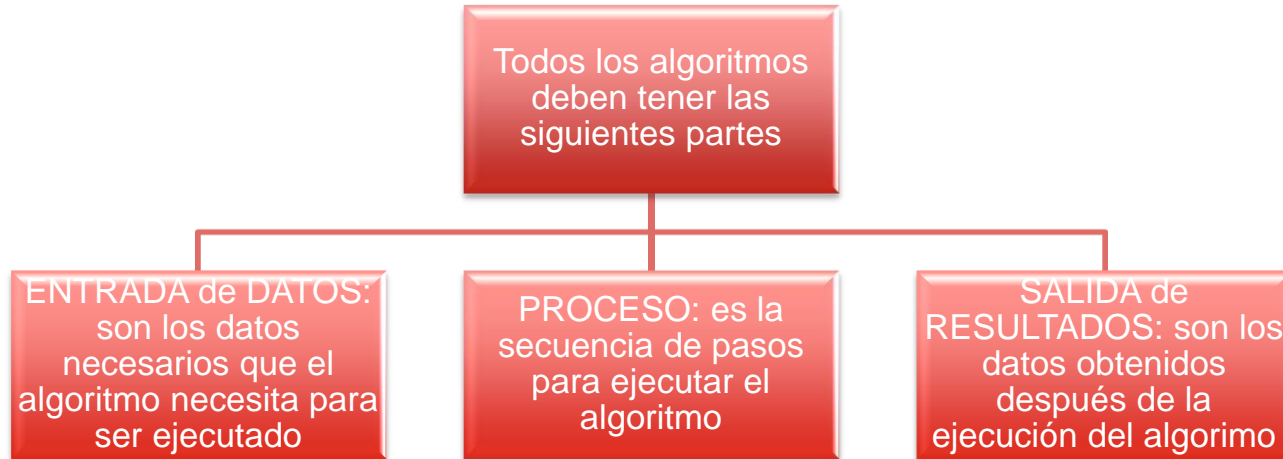 Todos los algoritmos
deben tener las
siguientes partes
ENTRADA de DATOS:
son los datos
necesarios que el
algoritmo necesita para
ser ejecutado
PROCESO: es la
secuencia de pasos
para ejecutar el
algoritmo
SALIDA de
RESULTADOS: son los
datos obtenidos
después de la
ejecución del algorimo